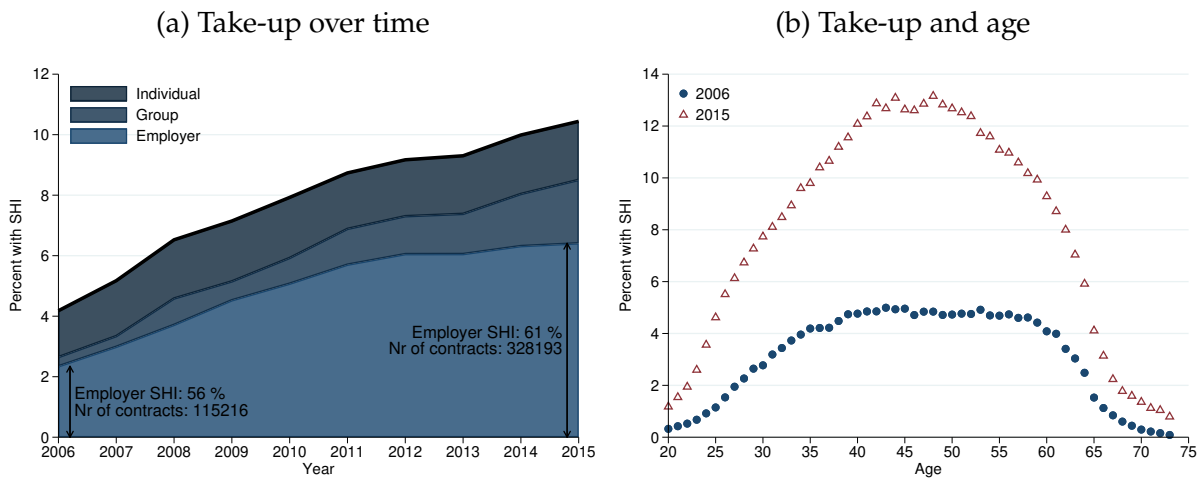 (a) Take-up over time
12
10
8
6
4
2
0
Percent with SHI
Individual
Group
Employer
Employer SHI: 61 %
Nr of contracts: 328193
Employer SHI: 56 %
Nr of contracts: 115216
2006 2007 2008 2009 2010 2011 2012 2013 2014 2015
Year
(b) Take-up and age
14
12
10
8
6
4
2
0
Percent with SHI
2006
2015
20 25 30 35 40 45 50 55 60 65 70 75
Age